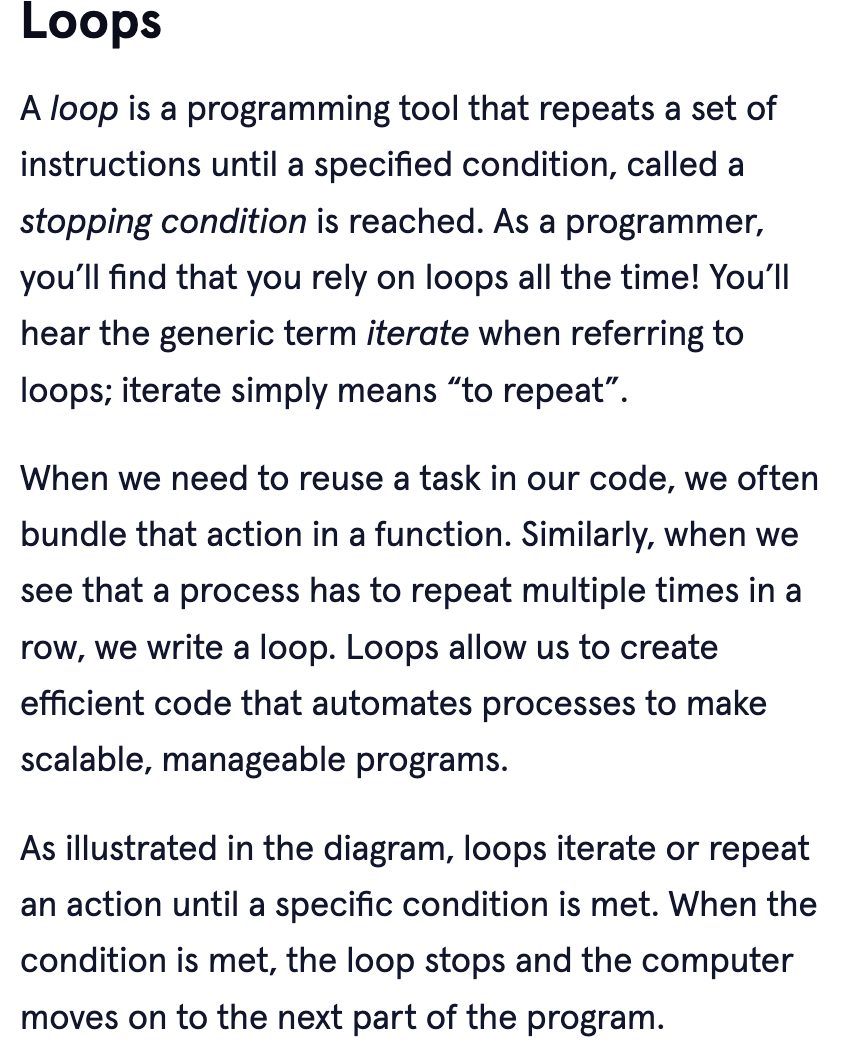 Loops
A loop is a programming tool that repeats a set of
instructions until a specified condition, called a
stopping condition is reached. As a programmer,
you’ll find that you rely on loops all the time! You’ll
hear the generic term iterate when referring to
loops; iterate simply means “to repeat”.
When we need to reuse a task in our code, we often
bundle that action in a function. Similarly, when we
see that a process has to repeat multiple times in a
row, we write a loop. Loops allow us to create
efficient code that automates processes to make
scalable, manageable programs.
As illustrated in the diagram, loops iterate or repeat
an action until a specific condition is met. When the
condition is met, the loop stops and the computer
moves on to the next part of the program.